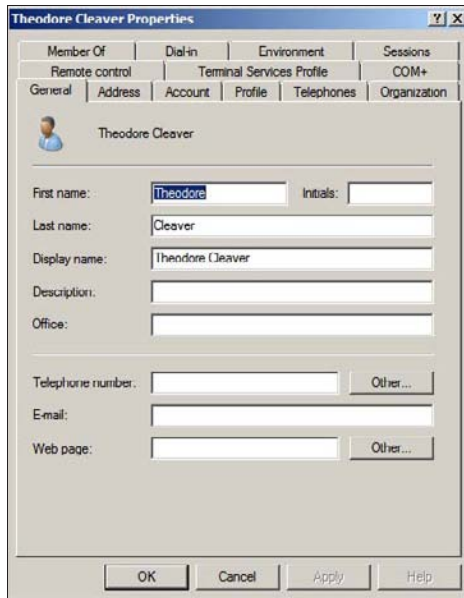 Theodore Cleaver Properties ? X
Member Of Dial-in Environment Sessions
Remote control Terminal Services Profile COM+
General Address Account Profile Telephones Organization
Theodore Cleaver
First name: Theodore Initials:
Last name: Cleaver
Display name: Theodore Cleaver
Description:
Office:
Telephone number: Other...
E-mail:
Web page: Other...
OK Cancel Apply Help